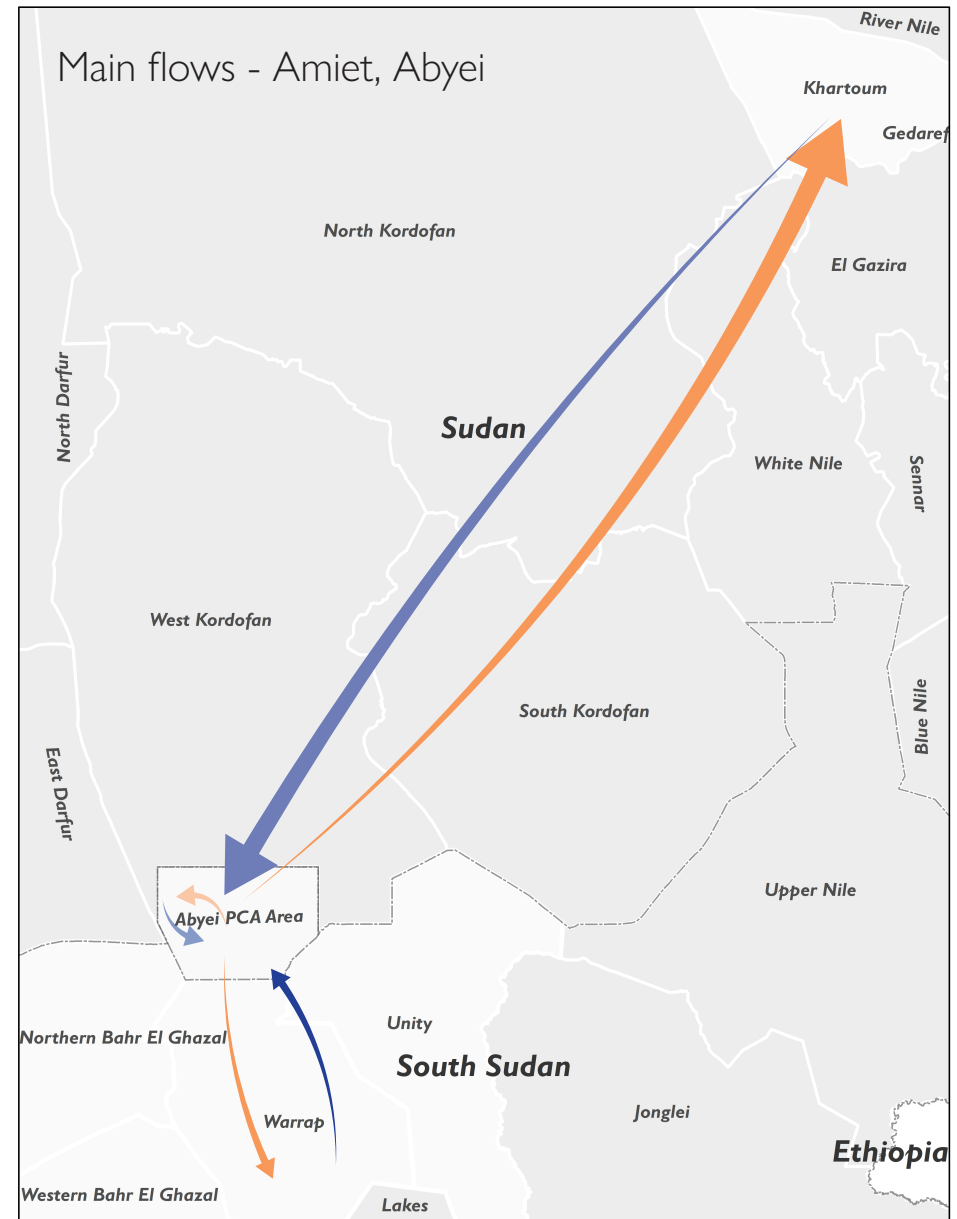 River Nile
Main flows - Amiet, Abyei
Khartoum
Gedaref
North Kordofan
El Gazira
North Darfur
Sudan
White Nile
Sennar
West Kordofan
South Kordofan
Blue Nile
East Darfur
Upper Nile
Abyei PCA Area
Unity
Northern Bahr El Ghazal
South Sudan
Jonglei
Warrap
Ethiopia
Western Bahr El Ghazal
Lakes